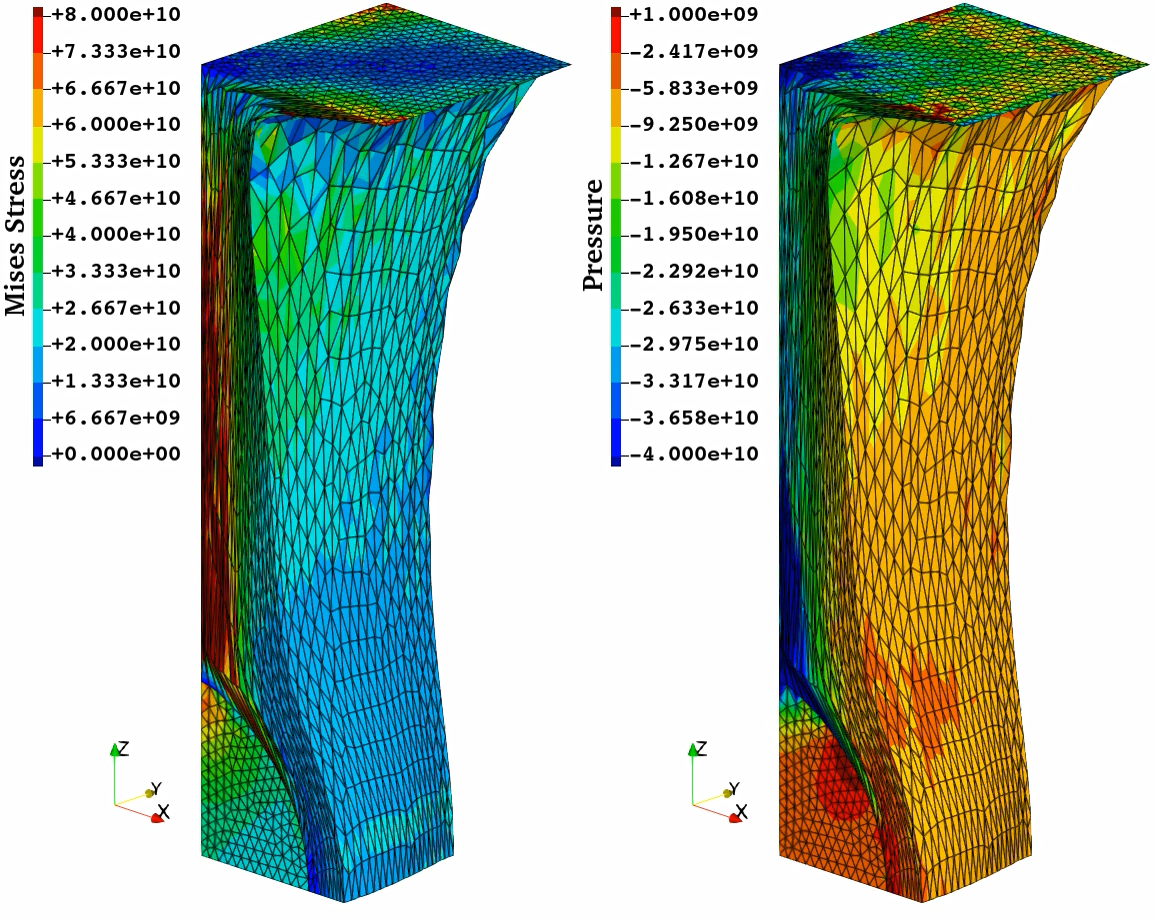 Mises Stress
+8.000e+10
+7.333e+10
+6.667e+10
+6.000e+10
+5.333e+10
+4.667e+10
+4.000e+10
+3.333e+10
+2.667e+10
+2.000e+10
+1.333e+10
+6.667e+09
+0.000e+00
Z
Y
X
Pressure
+1.000e+09
-2.417e+09
-5.833e+09
-9.250e+09
-1.267e+10
-1.608e+10
-1.950e+10
-2.292e+10
-2.633e+10
-2.975e+10
-3.317e+10
-3.658e+10
-4.000e+10
Z
Y
X